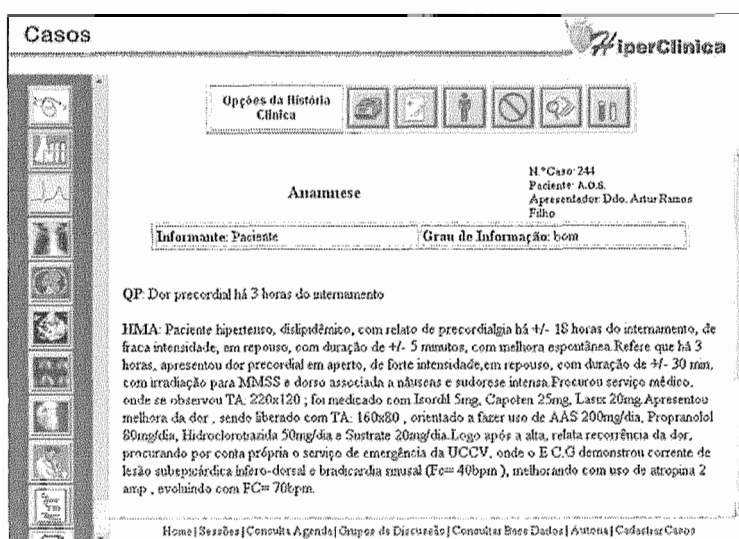 Casos
HiperClinica
Opções da História
Clínica
Anamnese
N.º Caso: 244
Paciente: A.O.S.
Apresentador: Ddo. Artur Ramos
Filho
Informante: Paciente
Grau de Informação: bom
QP: Dor precordial há 3 horas do internamento
HMA: Paciente hipertenso, dislipdêmico, com relato de precordialgia há +/- 18 horas do internamento, de
fraca intensidade, em repouso, com duração de +/- 5 minutos, com melhora espontânea.Refere que há 3
horas, apresentou dor precordial em aperto, de forte intensidade,em repouso, com duração de +/- 30 min,
com irradiação para MMSS e dorso associada a náuseas e sudorese intensa.Procurou serviço médico,
onde se observou TA: 220x120 ; foi medicado com Isordil 5mg, Capoten 25mg, Lasix 20mg.Apresentou
melhora da dor , sendo liberado com TA: 160x80 , orientado a fazer uso de AAS 200mg/dia, Propranolol
80mg/dia, Hidroclorotiazida 50mg/dia e Sustrate 20mg/dia.Logo após a alta, relata recorrência da dor,
procurando por conta própria o serviço de emergência da UCCV, onde o E.C.G demonstrou corrente de
lesão subepicárdica ínfero-dorsal e bradicardia sinusal (Fc= 40bpm ), melhorando com uso de atropina 2
amp , evoluindo com FC= 70bpm.
Home| Sessões| Consulta Agenda| Grupos de Discussão| Consultas Base Dados| Autoria| Cadastrar Casos